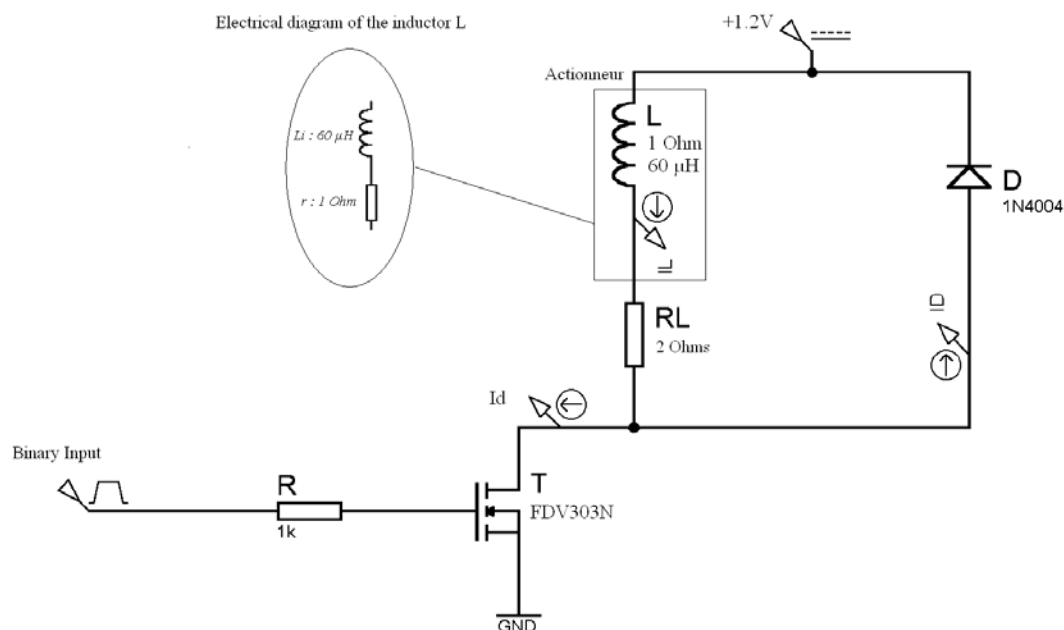 Electrical diagram of the inductor L
+1.2V
Actionneur
Li : 60 µH
r : 1 Ohm
L
1 Ohm
60 µH
IL
D
1N4004
RL
2 Ohms
ID
Id
Binary Input
R
1k
T
FDV303N
GND